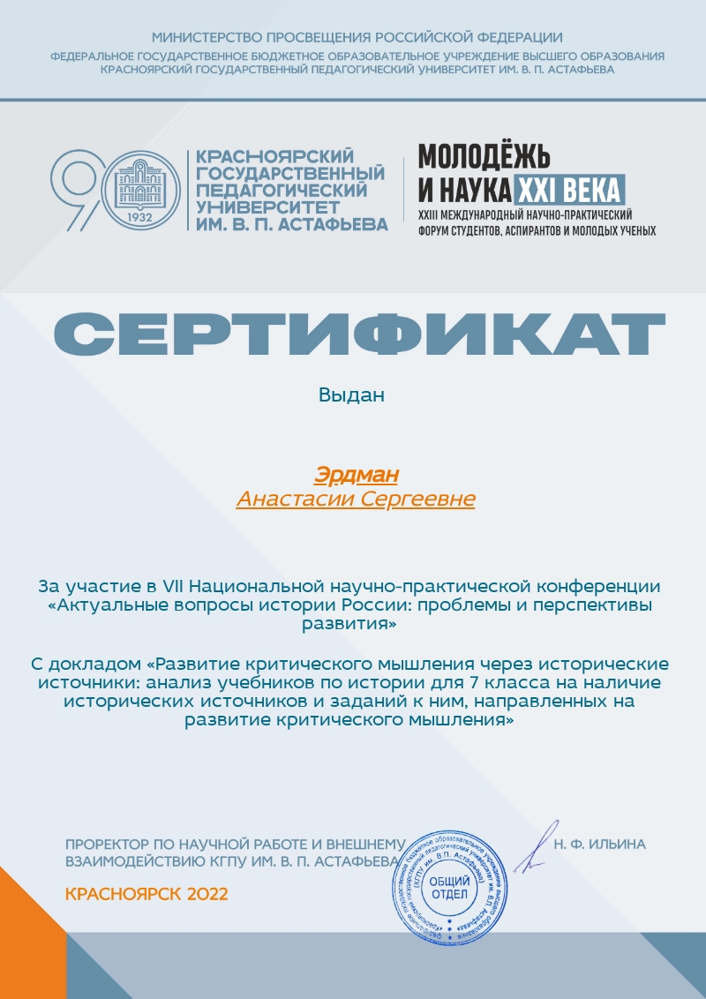 МИНИСТЕРСТВО ПРОСВЕЩЕНИЯ РОССИЙСКОЙ ФЕДЕРАЦИИ
ФЕДЕРАЛЬНОЕ ГОСУДАРСТВЕННОЕ БЮДЖЕТНОЕ ОБРАЗОВАТЕЛЬНОЕ УЧРЕЖДЕНИЕ ВЫСШЕГО ОБРАЗОВАНИЯ
КРАСНОЯРСКИЙ ГОСУДАРСТВЕННЫЙ ПЕДАГОГИЧЕСКИЙ УНИВЕРСИТЕТ ИМ. В. П. АСТАФЬЕВА
90
1932
КРАСНОЯРСКИЙ
ГОСУДАРСТВЕННЫЙ
ПЕДАГОГИЧЕСКИЙ
УНИВЕРСИТЕТ
ИМ. В. П. АСТАФЬЕВА
МОЛОДЁЖЬ
И НАУКА XXI ВЕКА
XXIII МЕЖДУНАРОДНЫЙ НАУЧНО-ПРАКТИЧЕСКИЙ
ФОРУМ СТУДЕНТОВ, АСПИРАНТОВ И МОЛОДЫХ УЧЕНЫХ
СЕРТИФИКАТ
Выдан
Эрдман
Анастасии Сергеевне
За участие в VII Национальной научно-практической конференции
«Актуальные вопросы истории России: проблемы и перспективы
развития»
С докладом «Развитие критического мышления через исторические
источники: анализ учебников по истории для 7 класса на наличие
исторических источников и заданий к ним, направленных на
развитие критического мышления»
ПРОРЕКТОР ПО НАУЧНОЙ РАБОТЕ И ВНЕШНЕМУ
ВЗАИМОДЕЙСТВИЮ КГПУ ИМ. В. П. АСТАФЬЕВА
Н. Ф. ИЛЬИНА
КРАСНОЯРСК 2022
(КГПУ им. В.П. Астафьева)
ОБЩИЙ
ОТДЕЛ